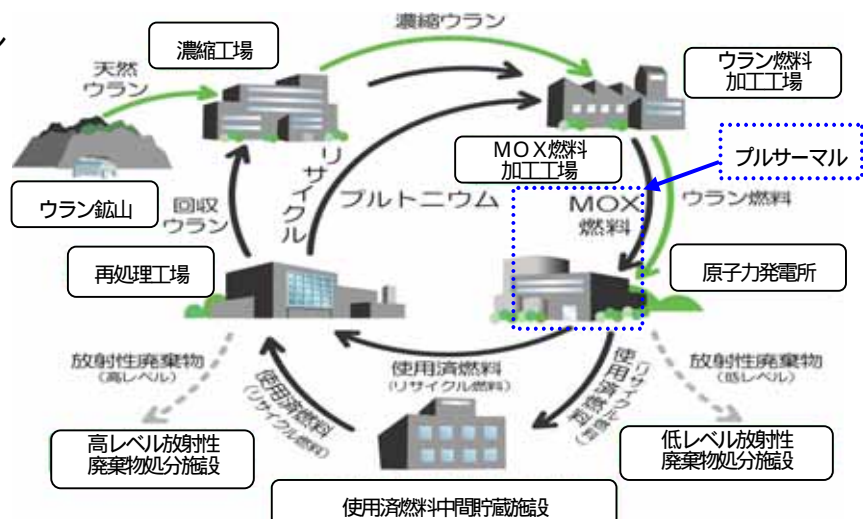 濃縮ウラン
濃縮工場
天然
ウラン
ウラン燃料
加工工場
MOX燃料
加工工場
プルサーマル
ウラン鉱山
回収
ウラン
リサイクル
プルトニウム
MOX
燃料
ウラン燃料
再処理工場
原子力発電所
放射性廃棄物
(高レベル)
使用済燃料
(リサイクル燃料)
使用済燃料
(リサイクル燃料)
使用済燃料
(リサイクル燃料)
放射性廃棄物
(低レベル)
高レベル放射性
廃棄物処分施設
低レベル放射性
廃棄物処分施設
使用済燃料中間貯蔵施設